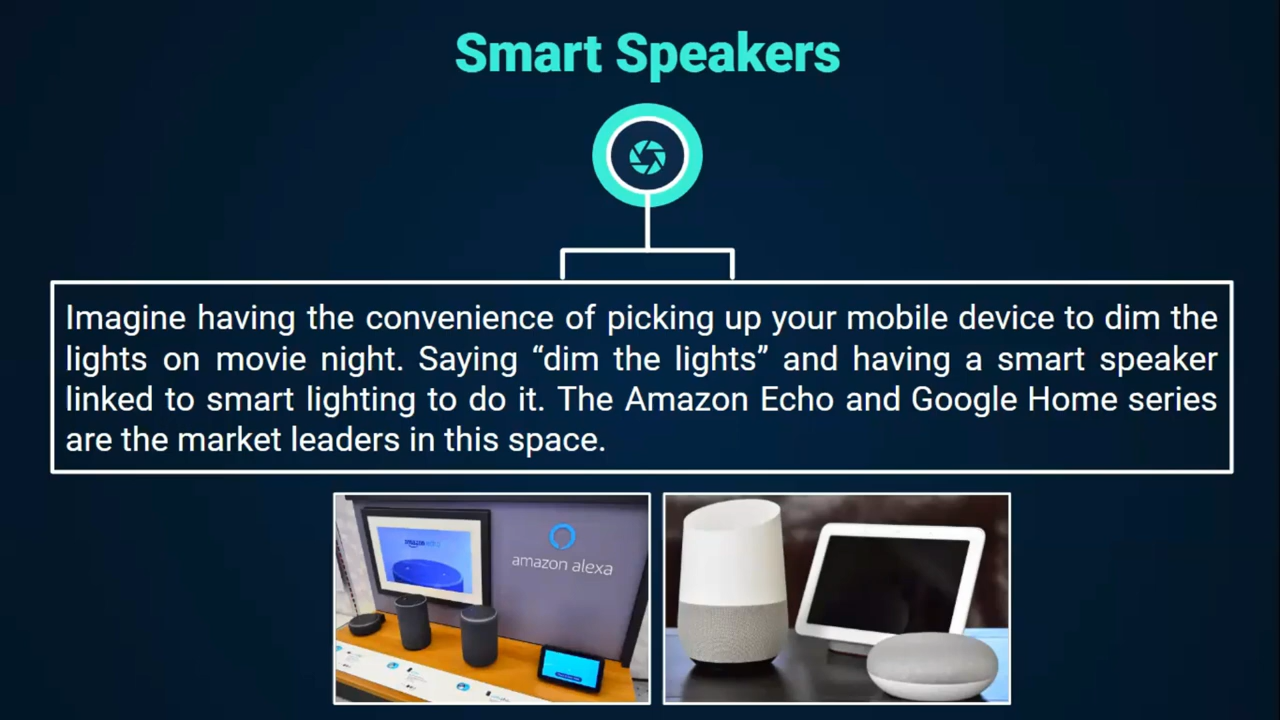 Smart Speakers
Imagine having the convenience of picking up your mobile device to dim the
lights on movie night. Saying “dim the lights” and having a smart speaker
linked to smart lighting to do it. The Amazon Echo and Google Home series
are the market leaders in this space.
amazon alexa